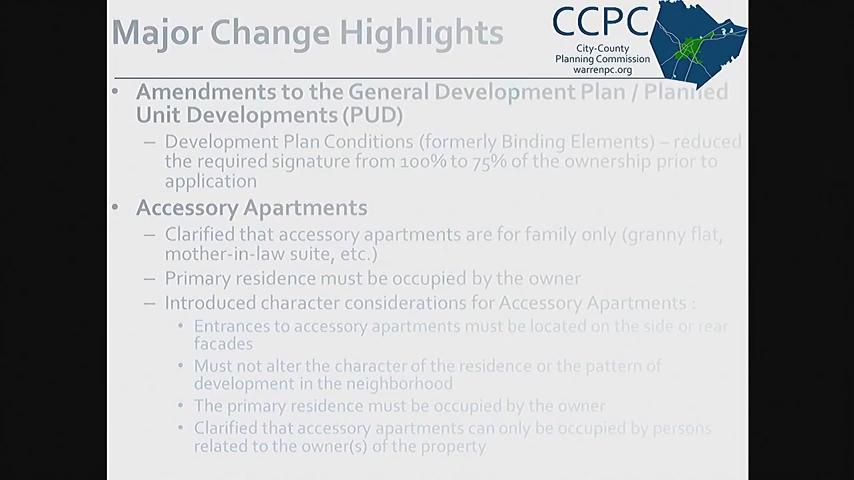 Major Change Highlights
CCPC
City-County
Planning Commission
warrenpc.org
• Amendments to the General Development Plan / Planned
Unit Developments (PUD)
– Development Plan Conditions (formerly Binding Elements) – reduced
the required signature from 100% to 75% of the ownership prior to
application
• Accessory Apartments
– Clarified that accessory apartments are for family only (granny flat,
mother-in-law suite, etc.)
– Primary residence must be occupied by the owner
– Introduced character considerations for Accessory Apartments :
• Entrances to accessory apartments must be located on the side or rear
facades
• Must not alter the character of the residence or the pattern of
development in the neighborhood
• The primary residence must be occupied by the owner
• Clarified that accessory apartments can only be occupied by persons
related to the owner(s) of the property